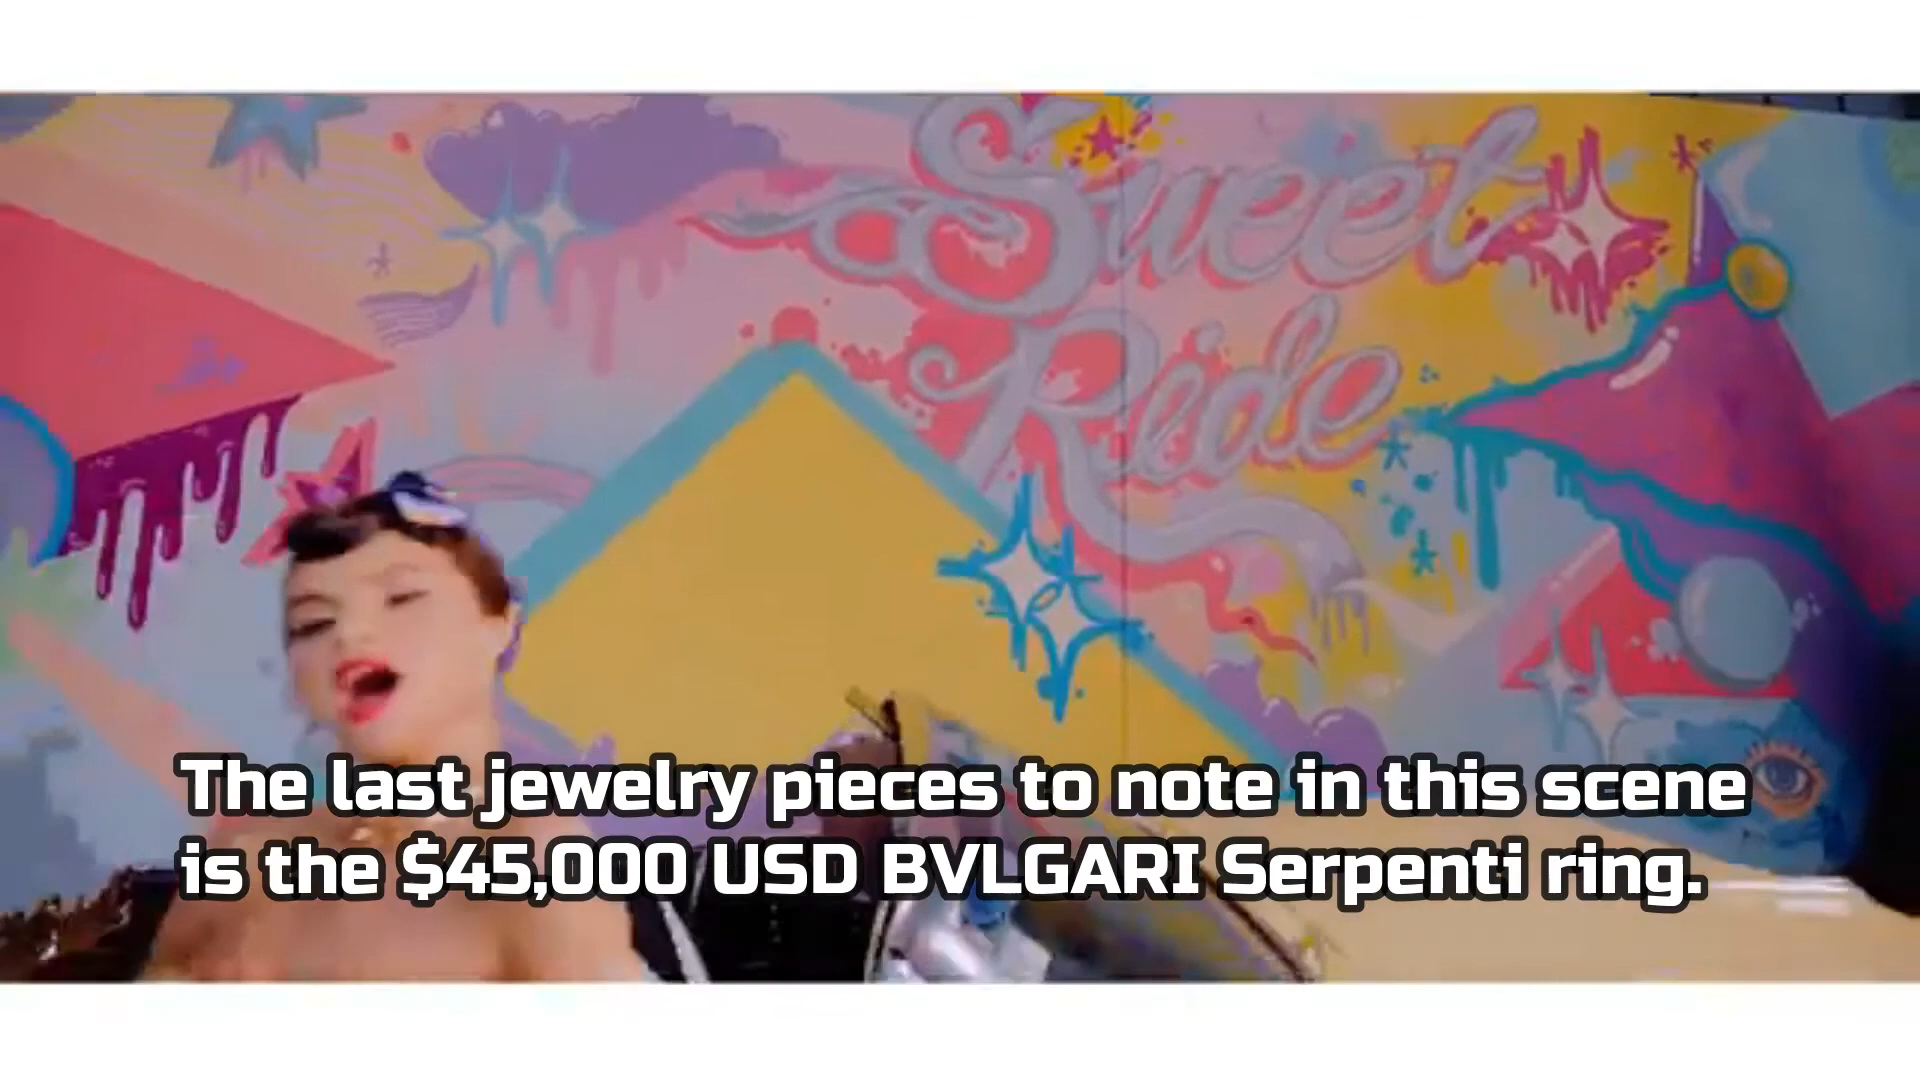 Sweet
Ride
The last jewelry pieces to note in this scene
is the $45,000 USD BVLGARI Serpenti ring.